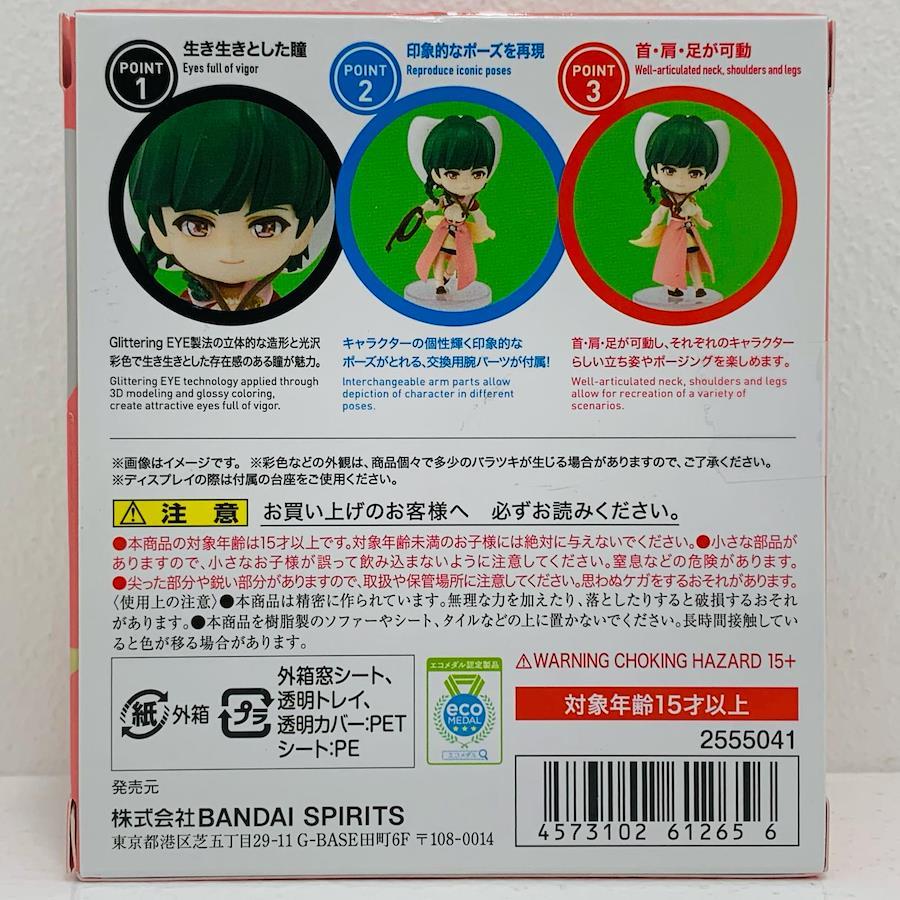 POINT 1
生き生きとした瞳
Eyes full of vigor
POINT 2
印象的なポーズを再現
Reproduce iconic poses
POINT 3
首・肩・足が可動
Well-articulated neck, shoulders and legs
Glittering EYE製法の立体的な造形と光沢
彩色で生き生きとした存在感のある瞳が魅力。
Glittering EYE technology applied through
3D modeling and glossy coloring,
create attractive eyes full of vigor.
キャラクターの個性輝く印象的な
ポーズがとれる、交換用腕パーツが付属!
Interchangeable arm parts allow
depiction of character in different
poses.
首・肩・足が可動し、それぞれのキャラクター
らしい立ち姿やポージングを楽しめます。
Well-articulated neck, shoulders and legs
allow for recreation of a variety of
scenarios.
※画像はイメージです。 ※彩色などの外観は、商品個々で多少のバラツキが生じる場合がありますので、ご了承ください。
※ディスプレイの際は付属の台座をご使用ください。
注意 お買い上げのお客様へ 必ずお読みください。
●本商品の対象年齢は15才以上です。対象年齢未満のお子様には絶対に与えないでください。●小さな部品が
ありますので、小さなお子様が誤って飲み込まないように注意してください。窒息などの危険があります。
●尖った部分や鋭い部分がありますので、取扱や保管場所に注意してください。思わぬケガをするおそれがあります。
〈使用上の注意〉●本商品は精密に作られています。無理な力を加えたり、落としたりすると破損するおそれ
があります。●本商品を樹脂製のソファーやシート、タイルなどの上に置かないでください。長時間接触してい
ると色が移る場合があります。
紙 外箱
プラ
外箱窓シート、
透明トレイ、
透明カバー:PET
シート:PE
エコメダル認定製品
eco
MEDAL
エコメダル
⚠WARNING CHOKING HAZARD 15+
対象年齢15才以上
2555041
4573102 61265 6
発売元
株式会社BANDAI SPIRITS
東京都港区芝五丁目29-11 G-BASE田町6F 〒108-0014